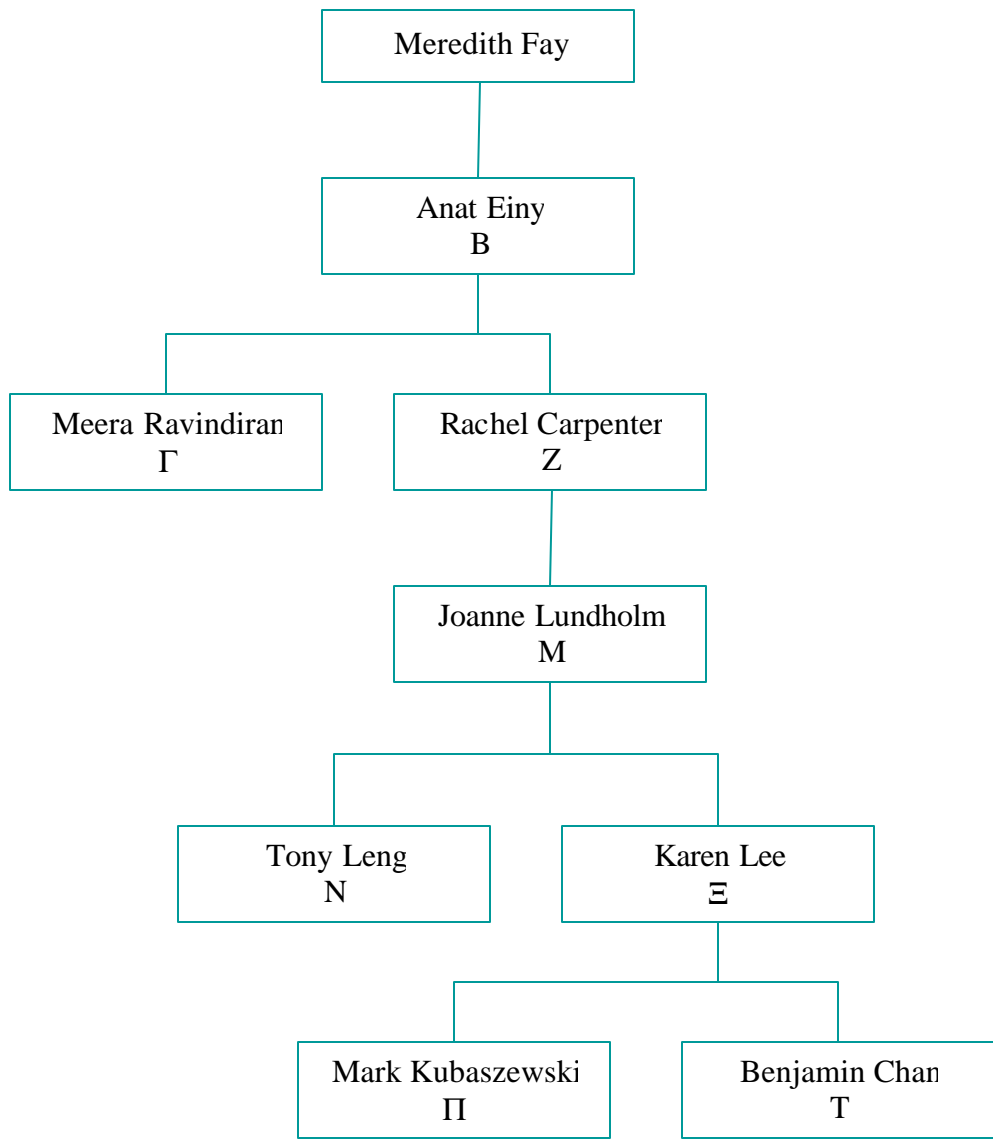 Meredith Fay
Anat Einy
Β
Meera Ravindiran
Γ
Rachel Carpenter
Ζ
Joanne Lundholm
Μ
Tony Leng
Ν
Karen Lee
Ξ
Mark Kubaszewski
Π
Benjamin Chan
Τ